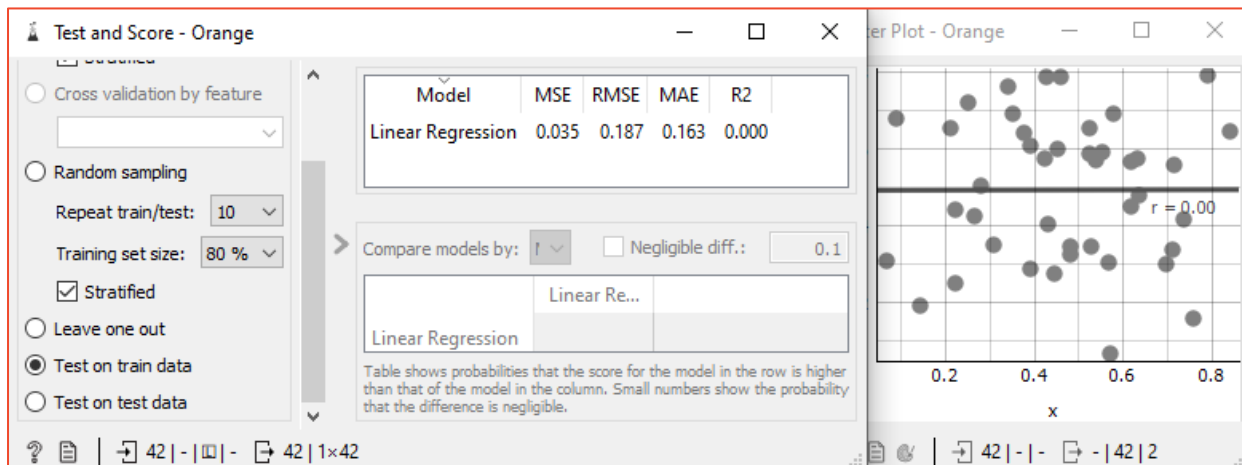 Test and Score - Orange
Stratified
Cross validation by feature
Random sampling
Repeat train/test: 10
Training set size: 80 %
Stratified
Leave one out
Test on train data
Test on test data
42 | - | | - 42 | 1×42
Model MSE RMSE MAE R2
Linear Regression 0.035 0.187 0.163 0.000
Compare models by: Negligible diff.: 0.1
Linear Re...
Linear Regression
Table shows probabilities that the score for the model in the row is higher
than that of the model in the column. Small numbers show the probability
that the difference is negligible.
er Plot - Orange
r = 0.00
0.2 0.4 0.6 0.8
x
42 | - | - - | 42 | 2